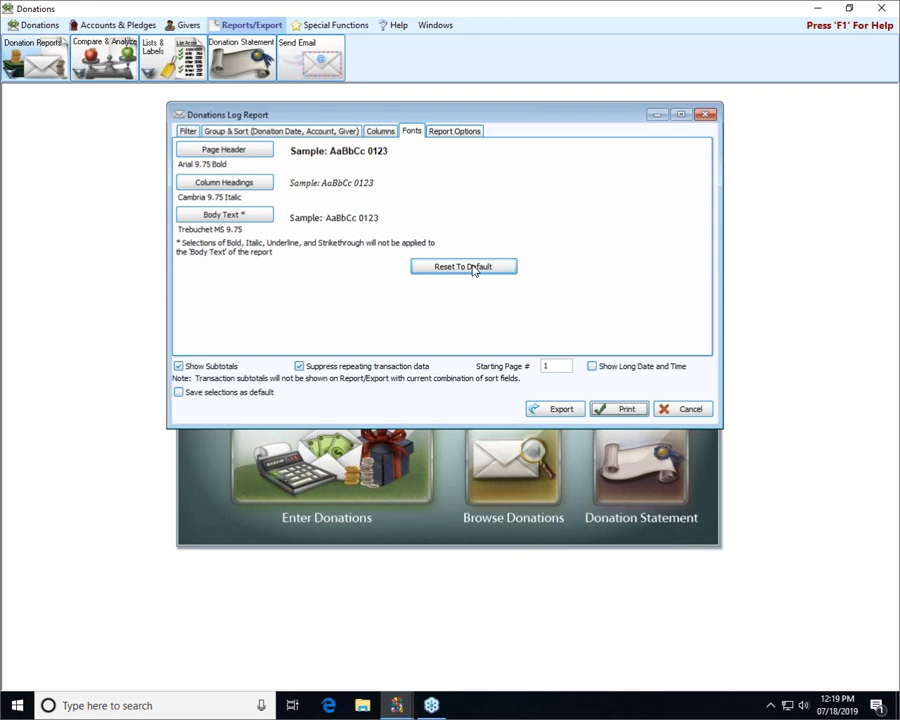 Donations
Donations Accounts & Pledges Givers Reports/Export Special Functions Help Windows Press 'F1' For Help
Donation Reports Compare & Analyze Lists & Labels Donation Statement Send Email
Donations Log Report
Filter Group & Sort (Donation Date, Account, Giver) Columns Fonts Report Options
Page Header Sample: AaBbCc 0123
Arial 9.75 Bold
Column Headings Sample: AaBbCc 0123
Cambria 9.75 Italic
Body Text * Sample: AaBbCc 0123
Trebuchet MS 9.75
* Selections of Bold, Italic, Underline, and Strikethrough will not be applied to
the 'Body Text' of the report
Reset To Default
Show Subtotals Suppress repeating transaction data Starting Page # 1 Show Long Date and Time
Note: Transaction subtotals will not be shown on Report/Export with current combination of sort fields.
Save selections as default
Export Print Cancel
Enter Donations Browse Donations Donation Statement
Type here to search 12:19 PM
07/18/2019 1